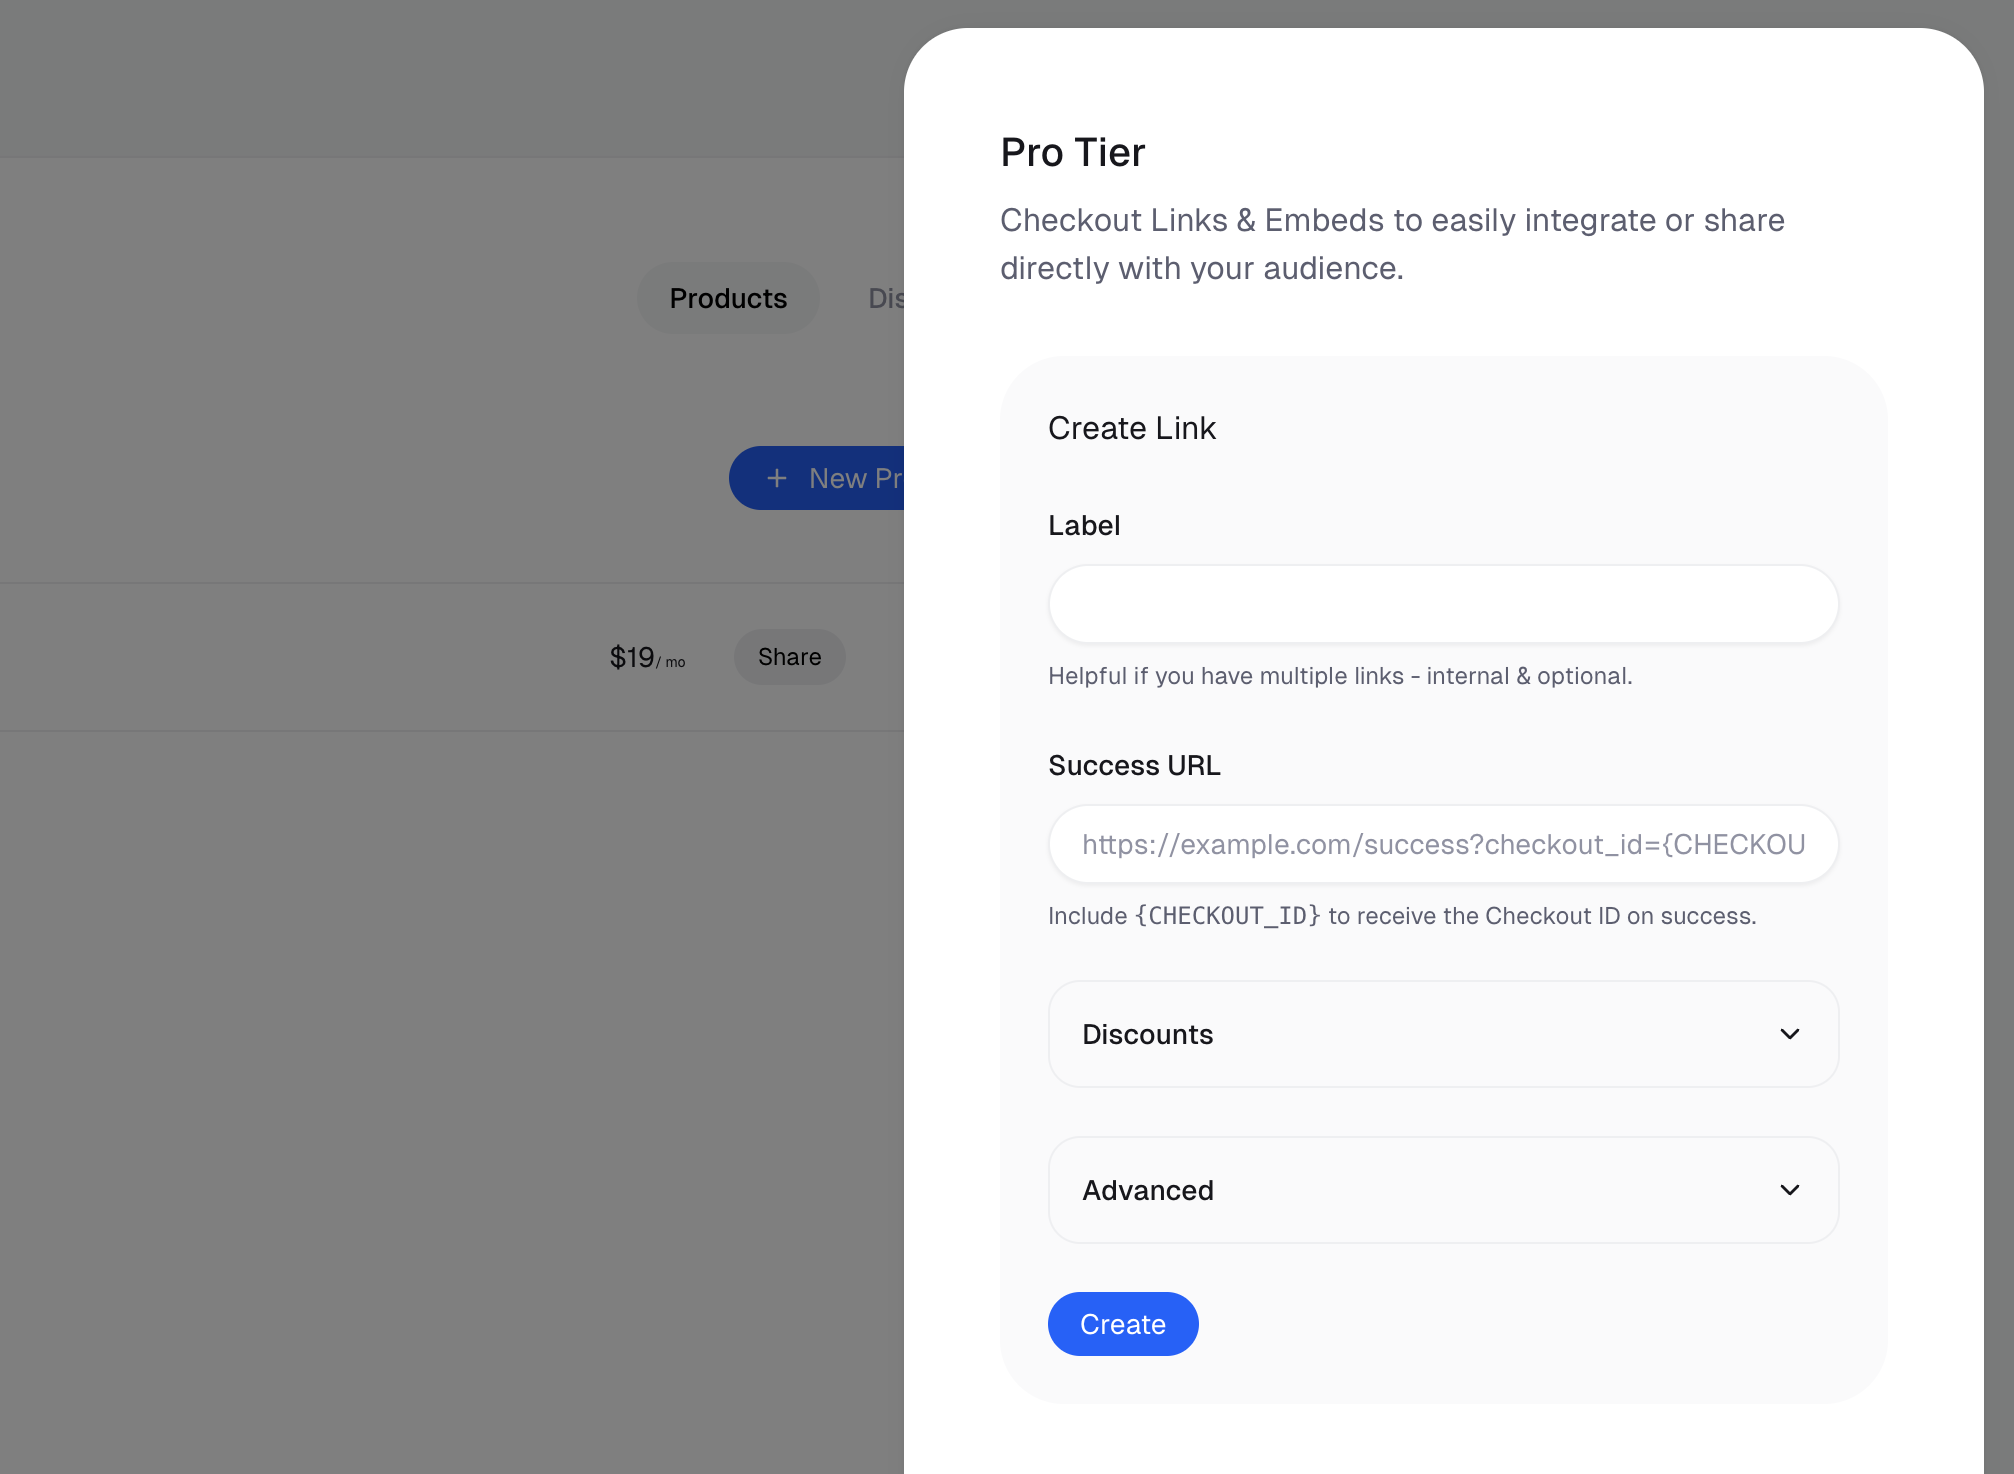 Products
Dis
+ New Pr
$19/ mo
Share
Pro Tier
Checkout Links & Embeds to easily integrate or share
directly with your audience.
Create Link
Label
Helpful if you have multiple links - internal & optional.
Success URL
https://example.com/success?checkout_id={CHECKOU
Include {CHECKOUT_ID} to receive the Checkout ID on success.
Discounts
Advanced
Create